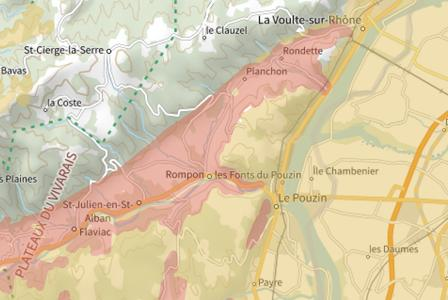 La Voulte-sur-Rhône
le Clauzel
St-Cierge-la-Serre
Rondette
Bavas
Planchon
la Coste
s Plaines
Rompon
les Fonts du Pouzin
Île Chambenier
PLATEAUX DU VIVARAIS
St-Julien-en-St-
Alban
Le Pouzin
Flaviac
les Daumes
Payre